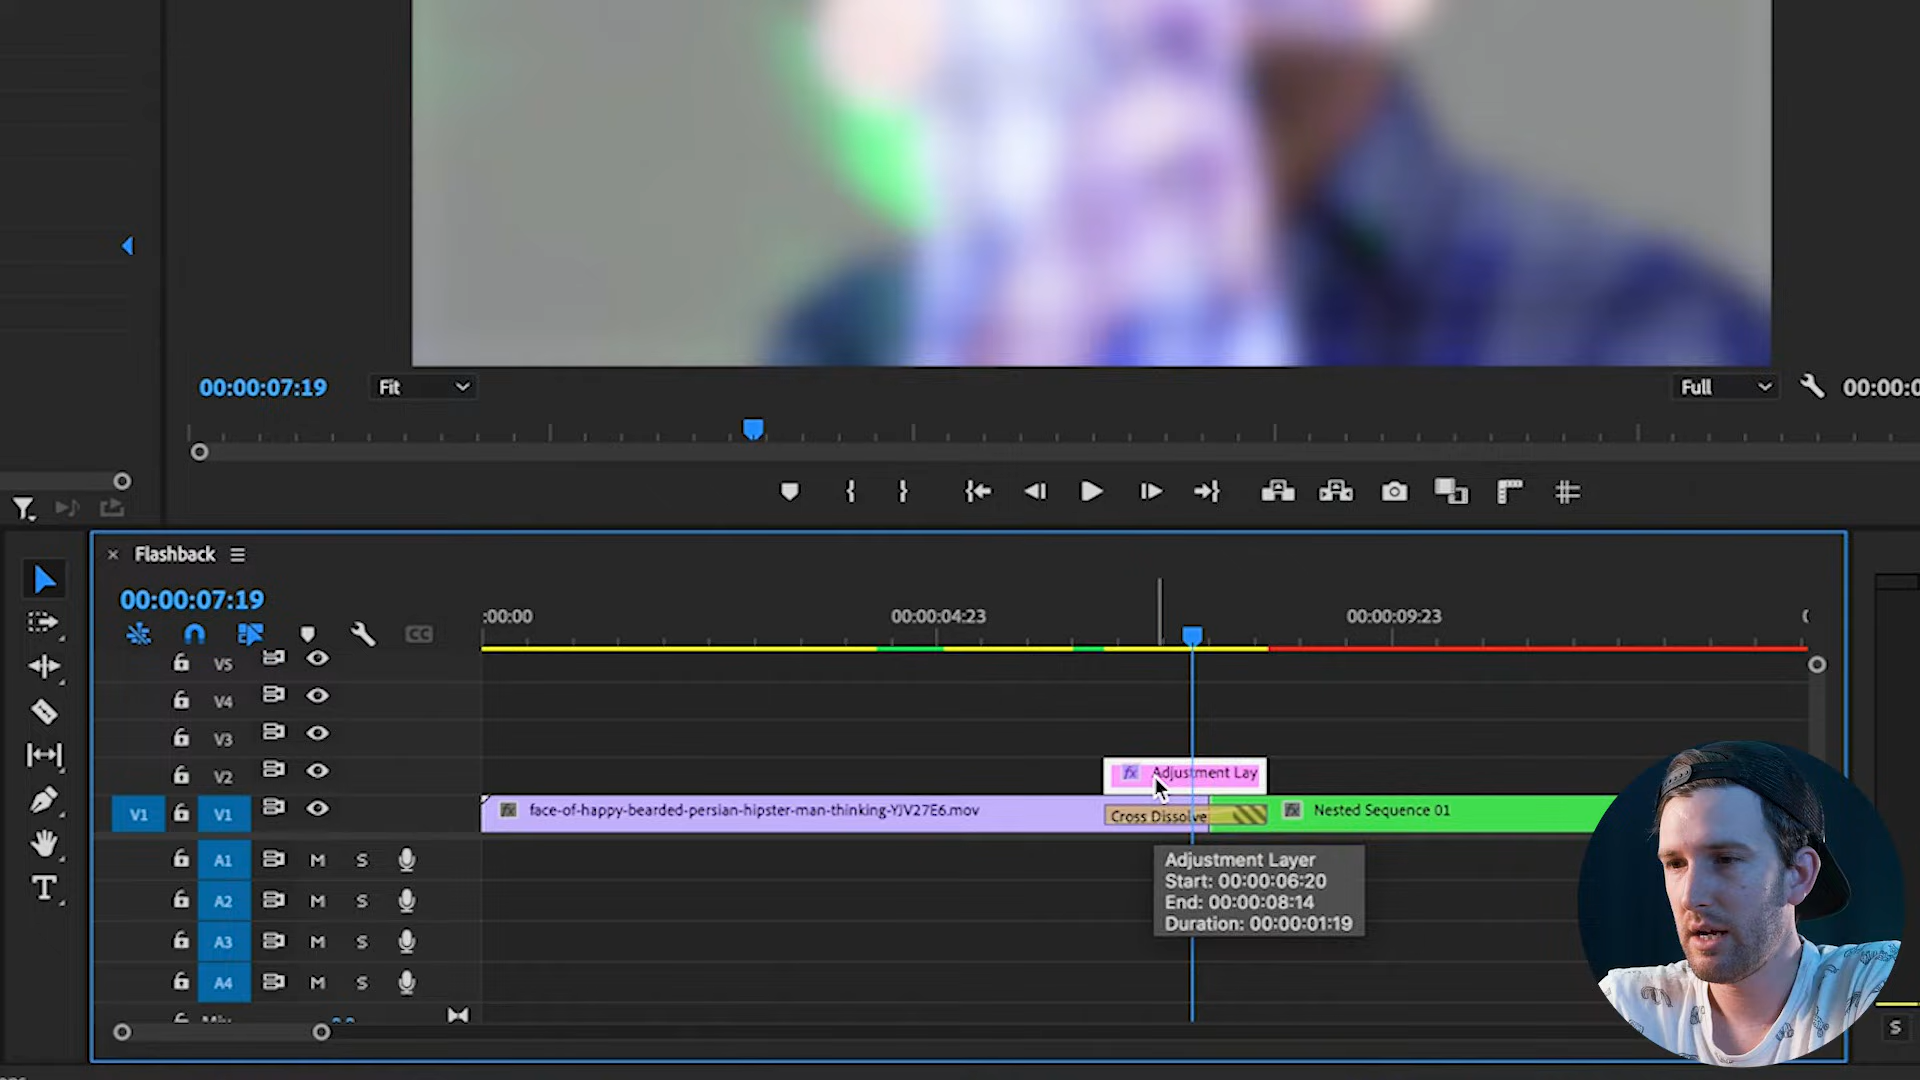 00:00:07:19
Fit
Full
00:00:0
Flashback
00:00:07:19
:00:00
00:00:04:23
00:00:09:23
CC
V5
V4
V3
V2
Adjustment Lay
V1
V1
face-of-happy-bearded-persian-hipster-man-thinking-YJV27E6.mov
Cross Dissolve
Nested Sequence 01
Adjustment Layer
Start: 00:00:06:20
End: 00:00:08:14
Duration: 00:00:01:19
A1 M S
A2 M S
A3 M S
A4 M S
S